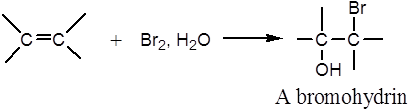 Br
C=C + Br2, H2O C C
OH
A bromohydrin